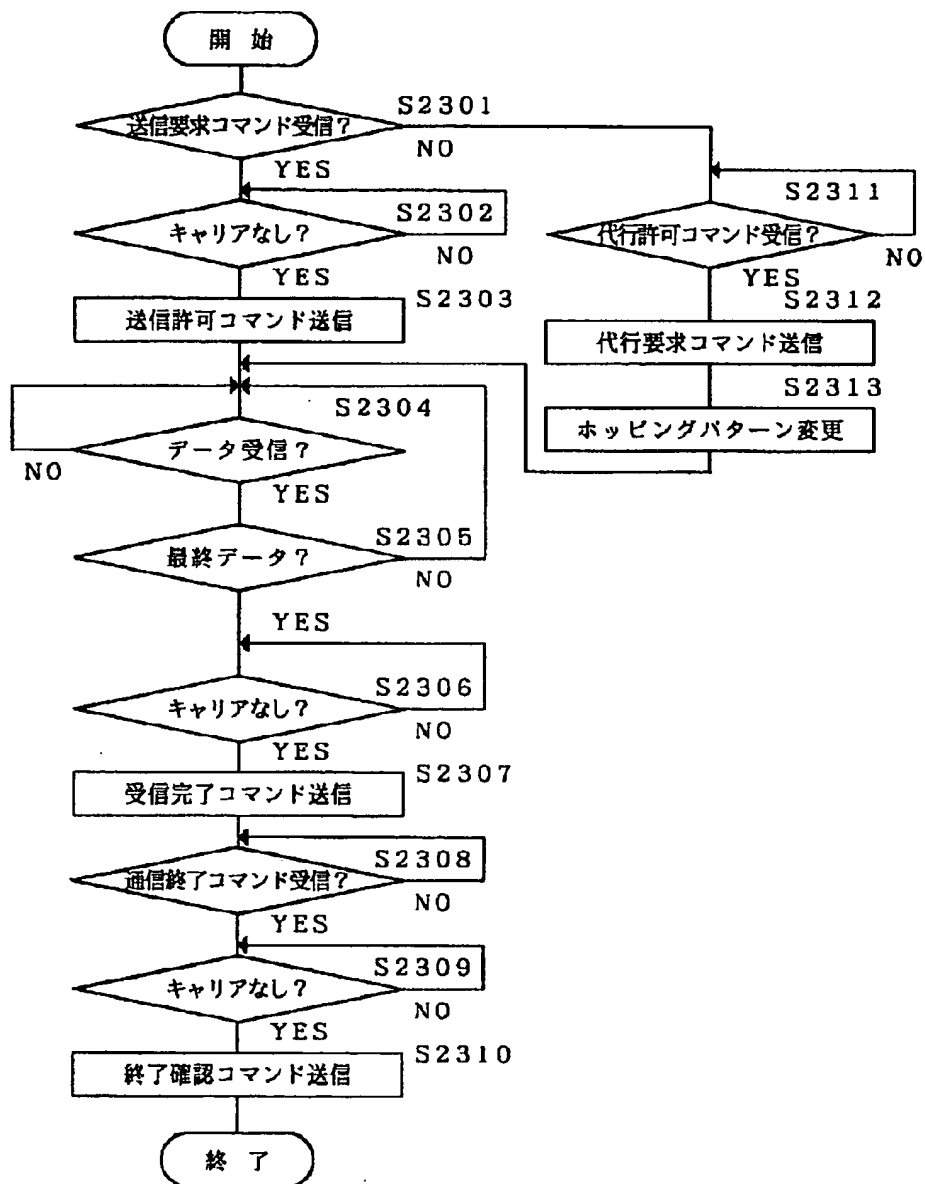 開 始
S2301
送信要求コマンド受信？
NO
YES
S2302
キャリアなし？
NO
YES
S2303
送信許可コマンド送信
S2311
代行許可コマンド受信？
NO
YES
S2312
代行要求コマンド送信
S2313
ホッピングパターン変更
S2304
データ受信？
NO
YES
S2305
最終データ？
NO
YES
S2306
キャリアなし？
NO
YES
S2307
受信完了コマンド送信
S2308
通信終了コマンド受信？
NO
YES
S2309
キャリアなし？
NO
YES
S2310
終了確認コマンド送信
終 了